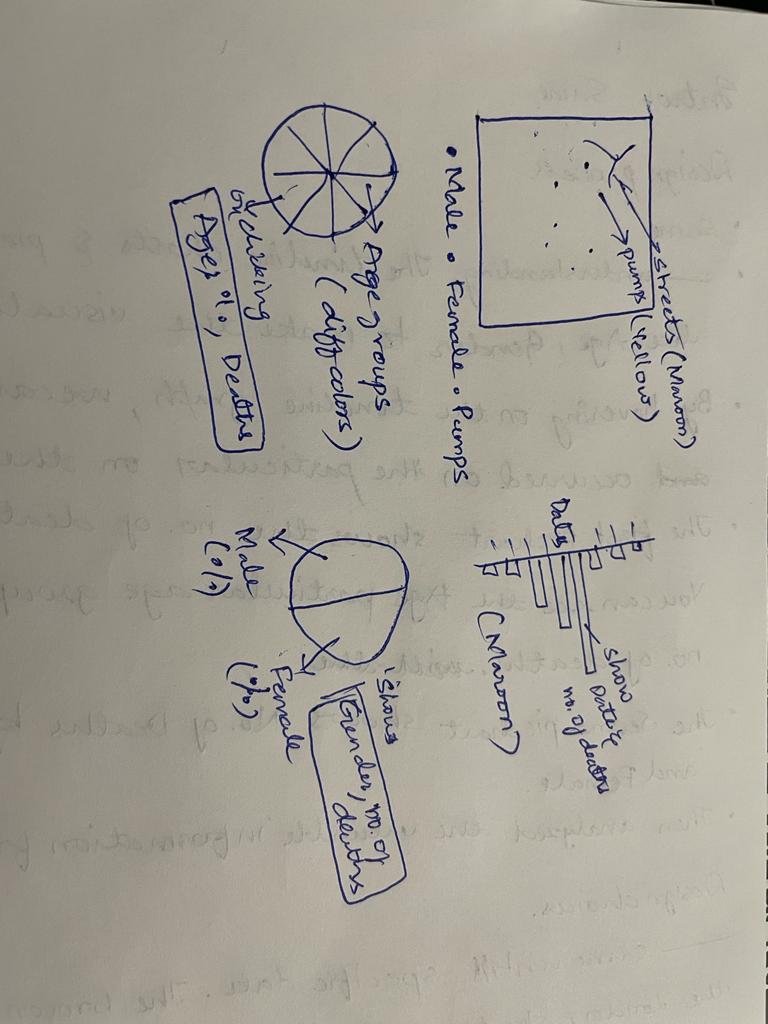 streets (Maroon)
pumps (Yellow)
• Male • Female • Pumps
show
Date &
no. of deaths
Dates
(Maroon)
Age groups
(diff colors)
on clicking
Age, %, Deaths
Shows
Gender, no. of
deaths
Male
(%)
Female
(%)